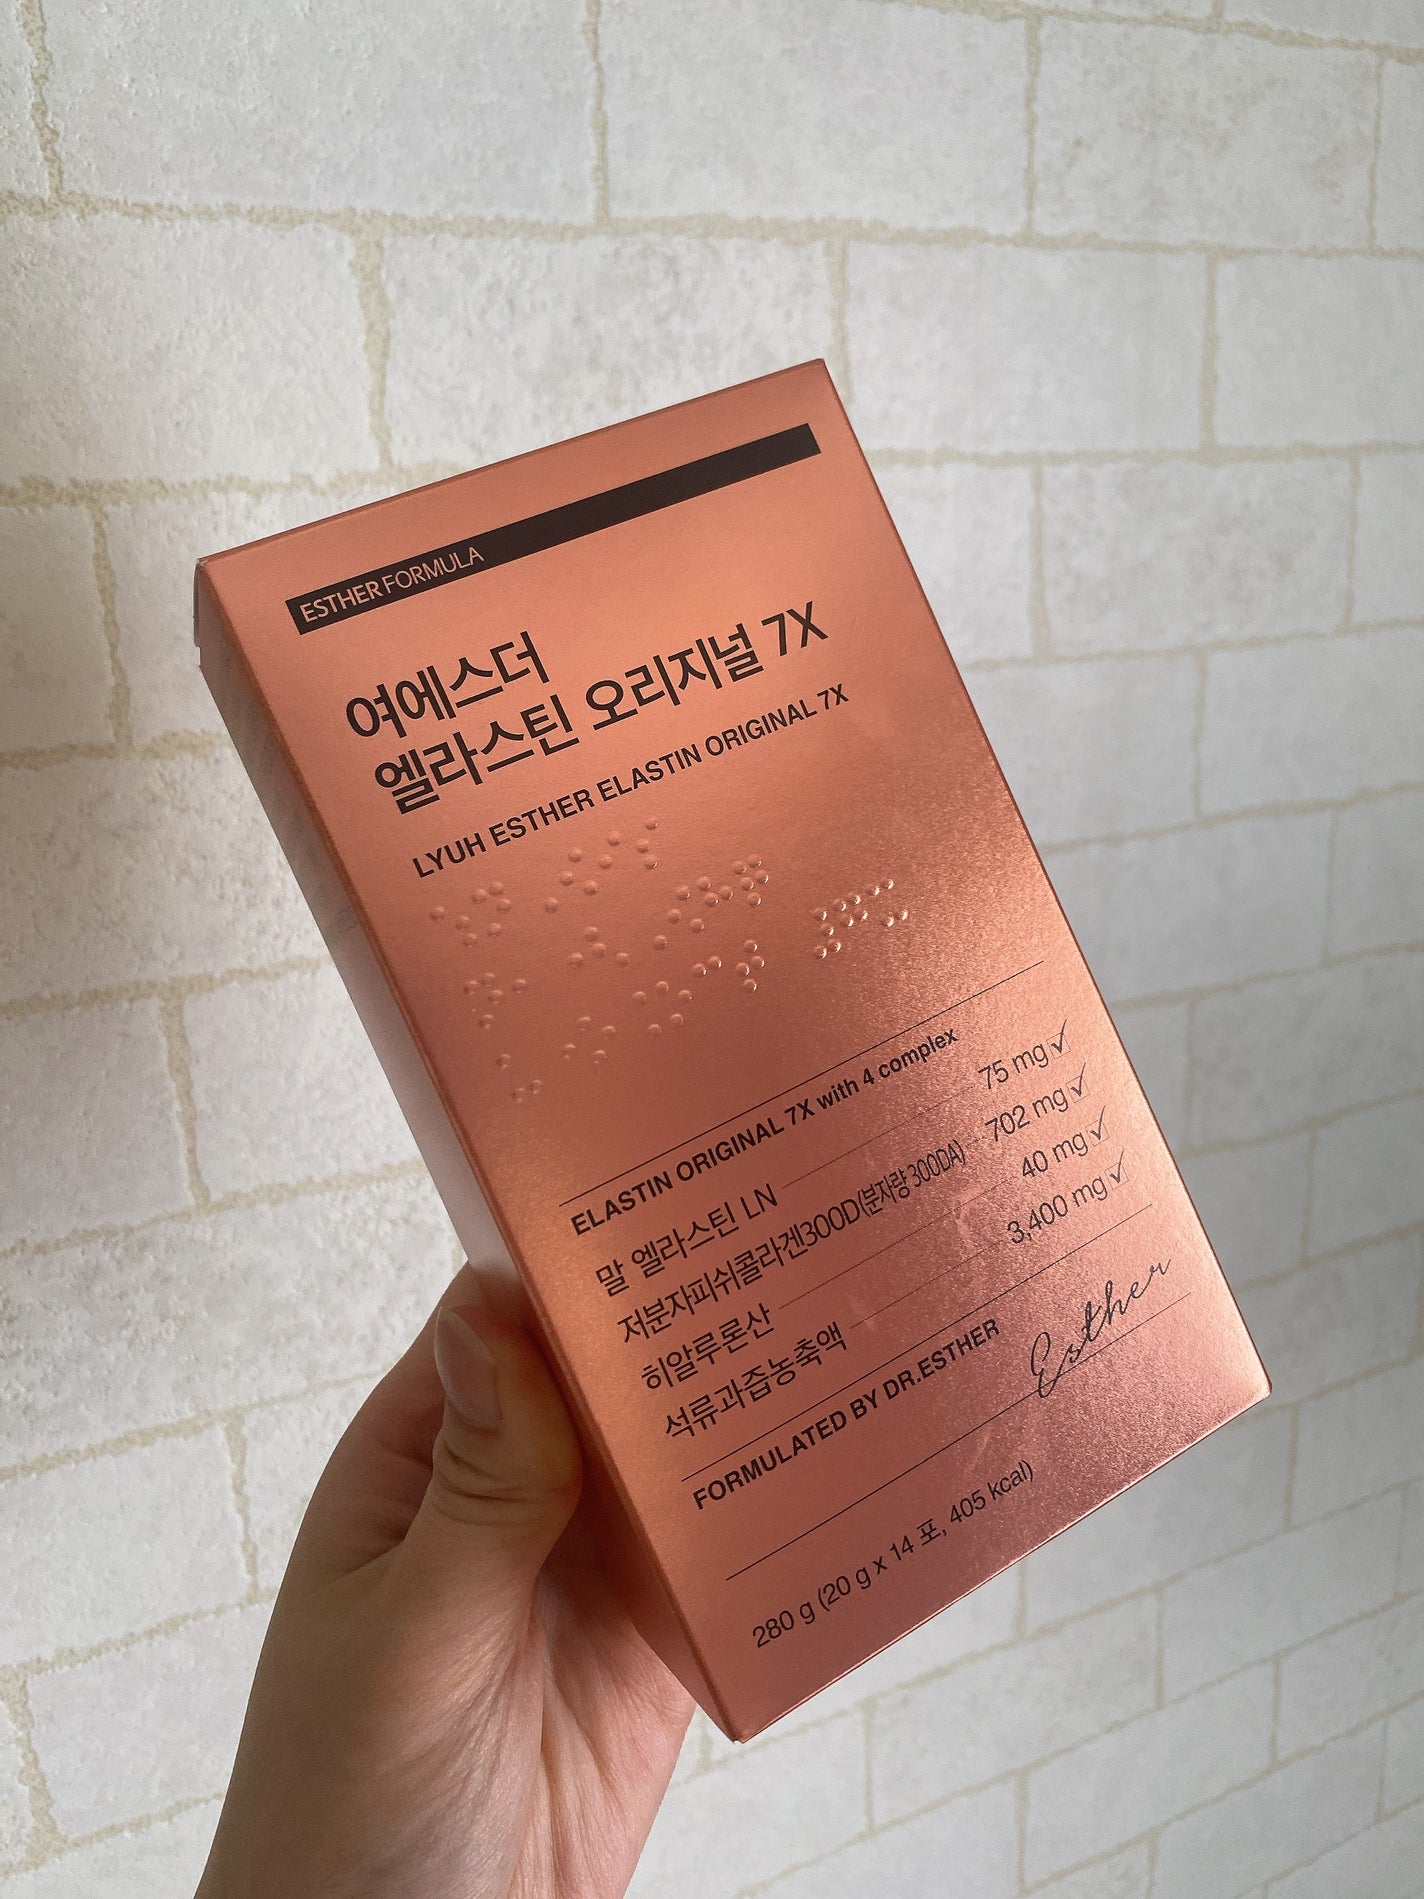 ESTHER FORMULA
여에스더
엘라스틴 오리지널 7X
LYUH ESTHER ELASTIN ORIGINAL 7X
ELASTIN ORIGINAL 7X with 4 complex
말 엘라스틴 LN 75 mg
저분자피쉬콜라겐300D(분자량 300DA) 702 mg
히알루론산 40 mg
석류과즙농축액 3,400 mg
FORMULATED BY DR.ESTHER Esther
280 g (20 g x 14 포, 405 kcal)